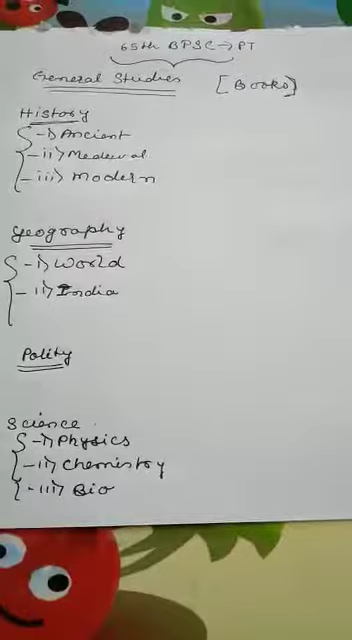 65th BPSC → PT
General Studies [Books]
History
- i> Ancient
- ii> Medieval
- iii> Modern
Geography
- i> World
- ii> India
Polity
Science
- i> Physics
- ii> Chemistry
- iii> Bio